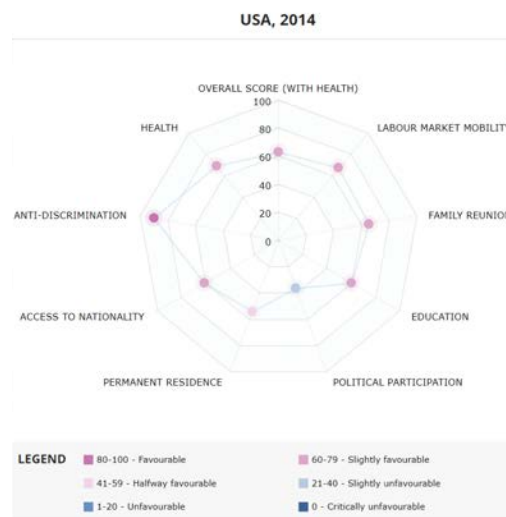 USA, 2014
OVERALL SCORE (WITH HEALTH)
100
HEALTH
LABOUR MARKET MOBILITY
80
60
40
ANTI-DISCRIMINATION
FAMILY REUNION
20
0
ACCESS TO NATIONALITY
EDUCATION
PERMANENT RESIDENCE
POLITICAL PARTICIPATION
LEGEND
80-100 - Favourable
60-79 - Slightly favourable
41-59 - Halfway favourable
21-40 - Slightly unfavourable
1-20 - Unfavourable
0 - Critically unfavourable